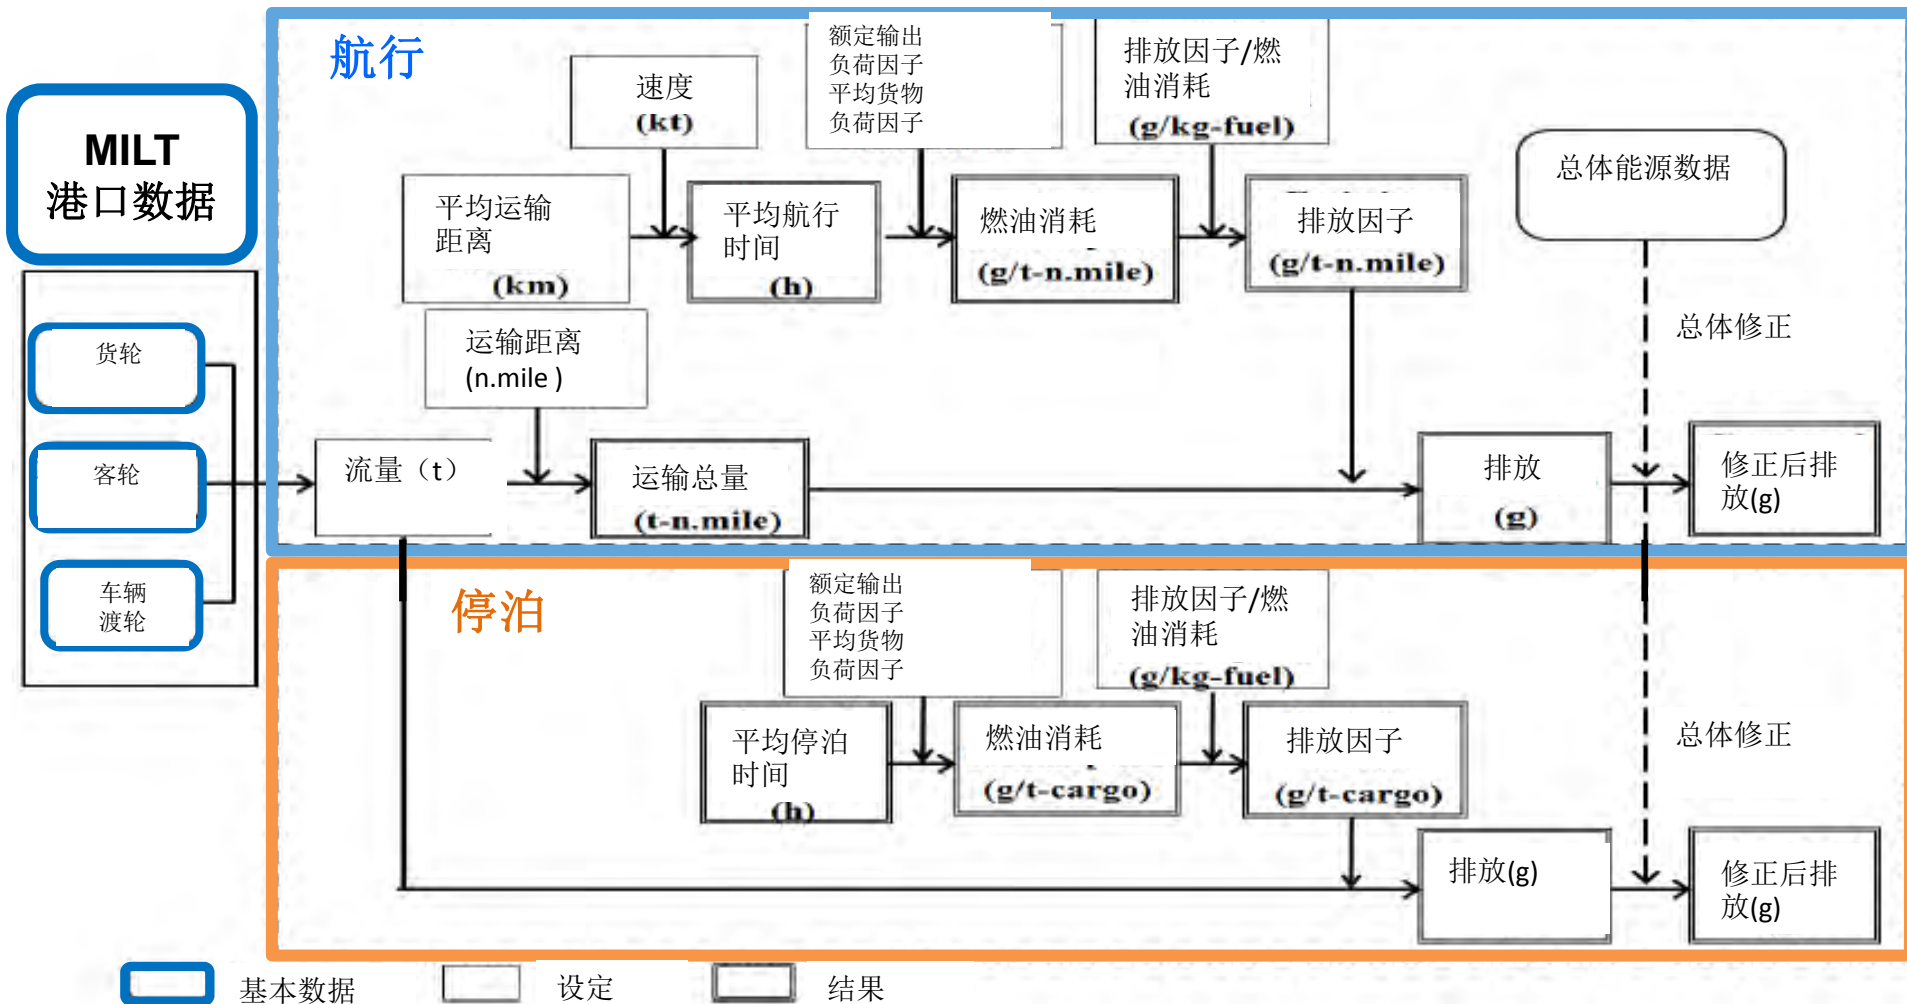 MILT
港口数据
货轮
客轮
车辆
渡轮
航行
速度
(kt)
额定输出
负荷因子
平均货物
负荷因子
排放因子/燃
油消耗
(g/kg-fuel)
总体能源数据
平均运输
距离
(km)
平均航行
时间
(h)
燃油消耗
(g/t-n.mile)
排放因子
(g/t-n.mile)
运输距离
(n.mile )
总体修正
流量（t）
运输总量
(t-n.mile)
排放
(g)
修正后排
放(g)
停泊
额定输出
负荷因子
平均货物
负荷因子
排放因子/燃
油消耗
(g/kg-fuel)
平均停泊
时间
(h)
燃油消耗
(g/t-cargo)
排放因子
(g/t-cargo)
总体修正
排放(g)
修正后排
放(g)
基本数据
设定
结果